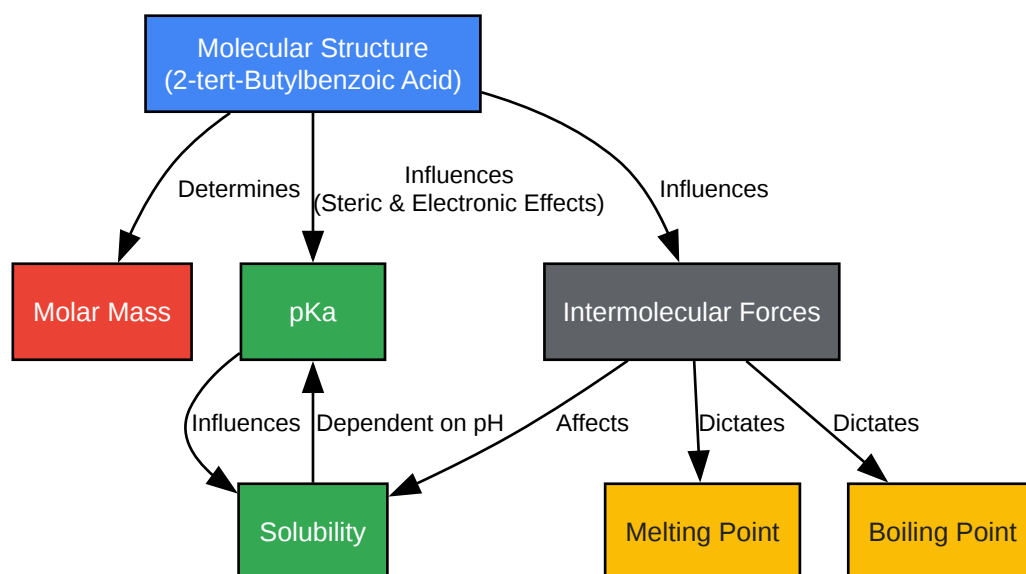 Molecular Structure
(2-tert-Butylbenzoic Acid)
Determines
Influences
(Steric & Electronic Effects)
Influences
Molar Mass
pKa
Intermolecular Forces
Influences
Dependent on pH
Affects
Dictates
Dictates
Solubility
Melting Point
Boiling Point